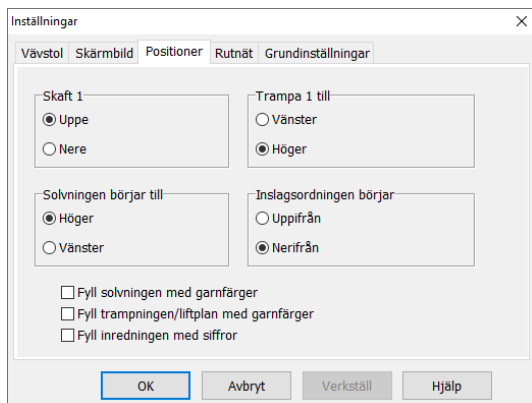 Inställningar
Vävstol Skärmbild Positioner Rutnät Grundinställningar
Skaft 1
Uppe
Nere
Trampa 1 till
Vänster
Höger
Solvningen börjar till
Höger
Vänster
Inslagsordningen börjar
Uppifrån
Nerifrån
Fyll solvningen med garnfärger
Fyll trampningen/liftplan med garnfärger
Fyll inredningen med siffror
OK Avbryt Verkställ Hjälp